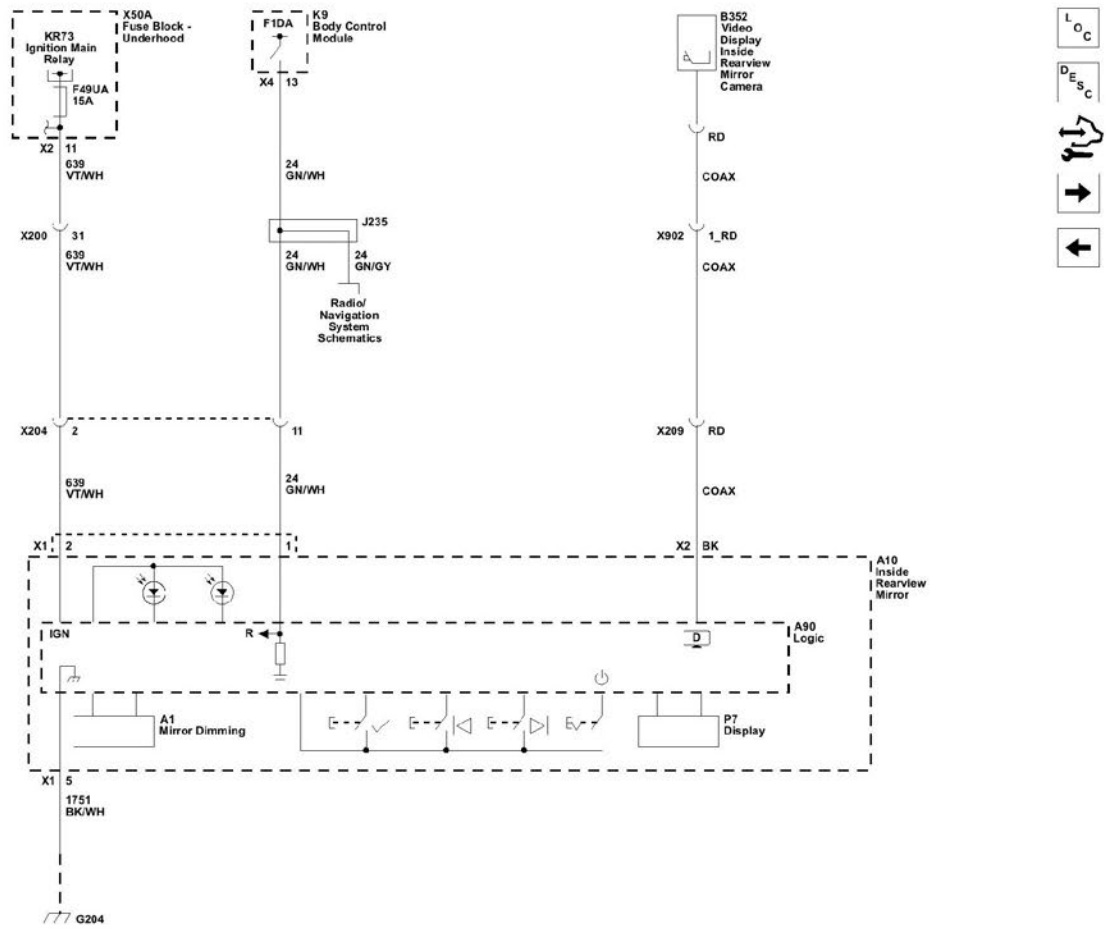 X50A
Fuse Block -
Underhood
KR73
Ignition Main
Relay
F49UA
15A
X2 11
639
VT/WH
X200 31
639
VT/WH
X204 2
639
VT/WH
X1 2
K9
Body Control
Module
F1DA
X4 13
24
GN/WH
J235
24
GN/WH
24
GN/GY
Radio/
Navigation
System
Schematics
11
24
GN/WH
1
B352
Video
Display
Inside
Rearview
Mirror
Camera
RD
COAX
X902 1_RD
COAX
X209 RD
COAX
X2 BK
A10
Inside
Rearview
Mirror
A90
Logic
IGN
R
D
A1
Mirror Dimming
P7
Display
X1 5
1751
BK/WH
G204
LOC
DESC